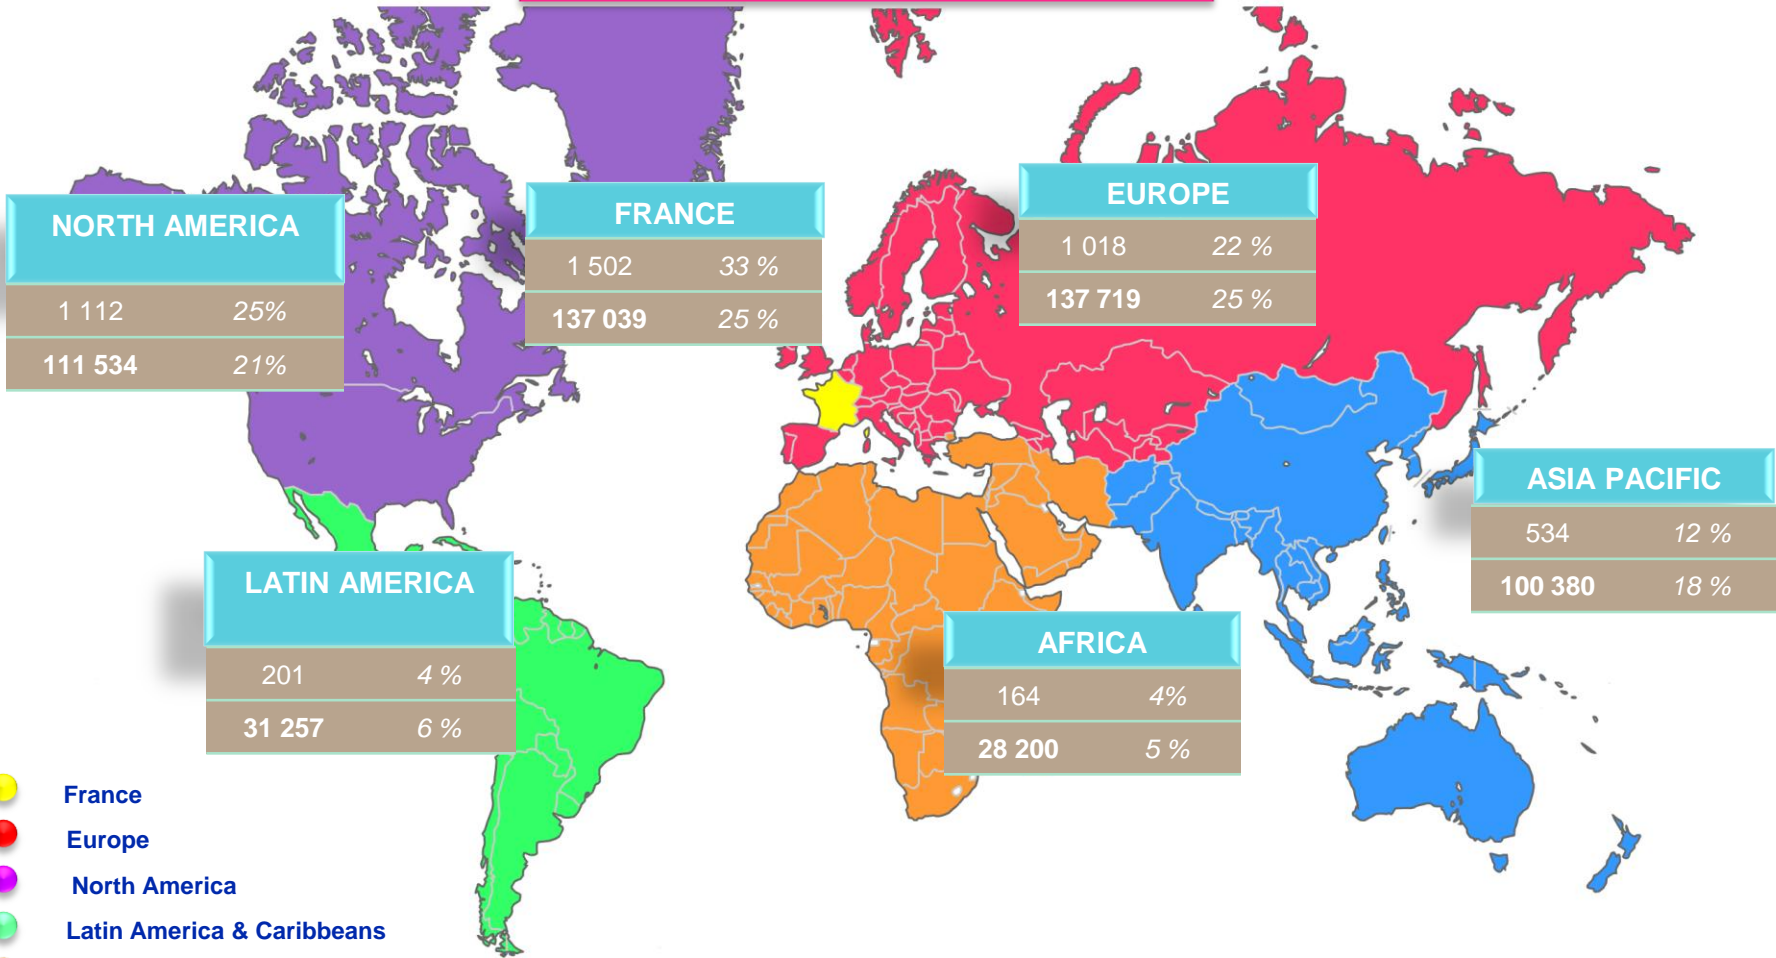 NORTH AMERICA
1 112 25%
111 534 21%
FRANCE
1 502 33 %
137 039 25 %
EUROPE
1 018 22 %
137 719 25 %
ASIA PACIFIC
534 12 %
100 380 18 %
LATIN AMERICA
201 4 %
31 257 6 %
AFRICA
164 4%
28 200 5 %
France
Europe
North America
Latin America & Caribbeans